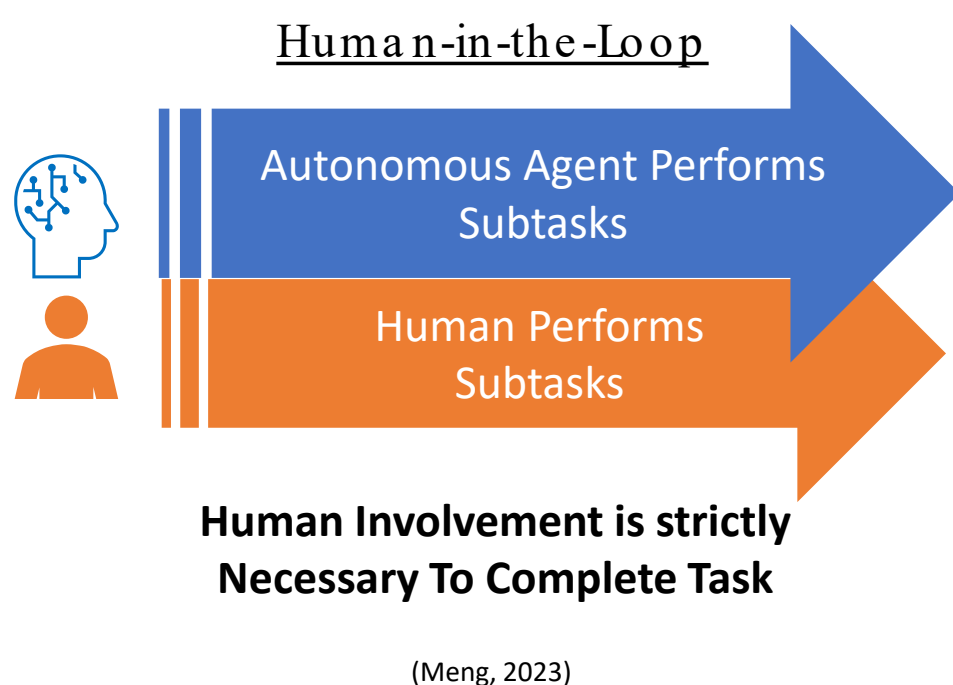 Human-in-the-Loop
Autonomous Agent Performs
Subtasks
Human Performs
Subtasks
Human Involvement is strictly
Necessary To Complete Task
(Meng, 2023)